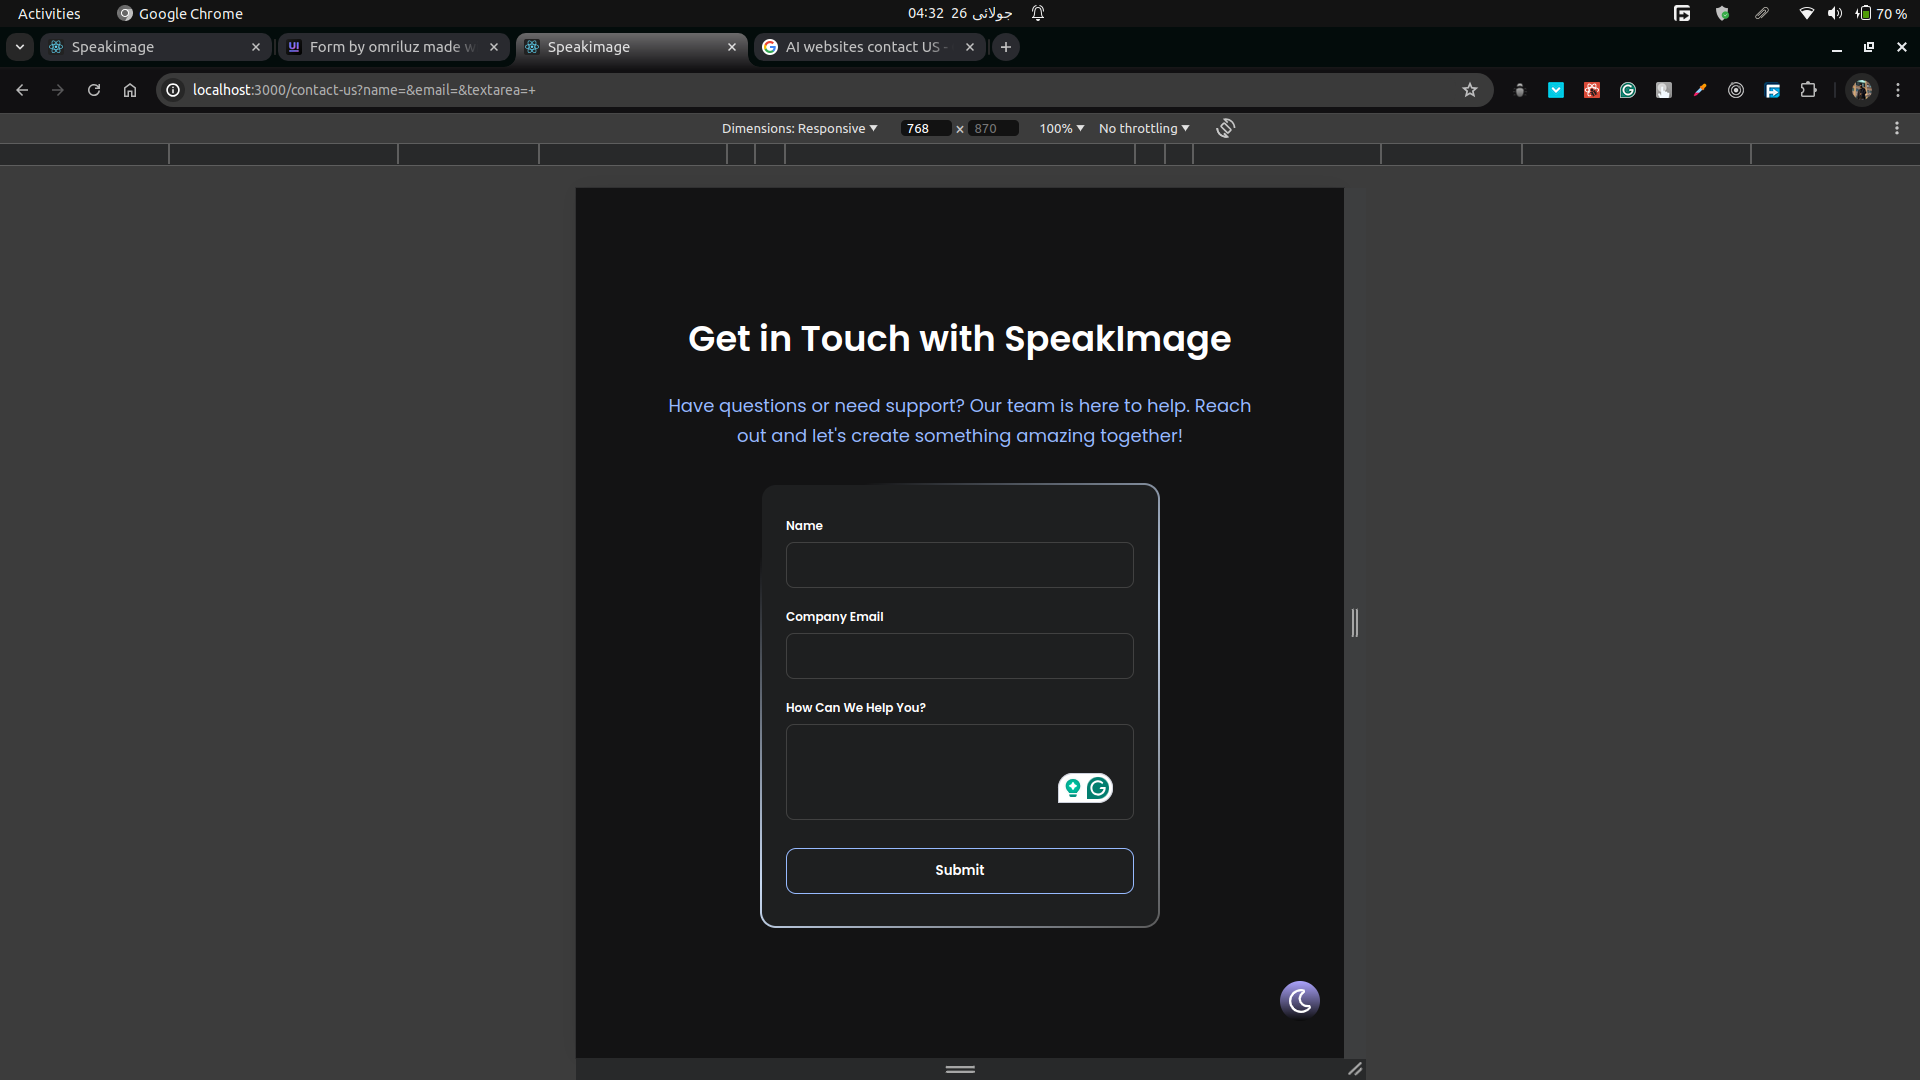 Activities
Google Chrome
04:32 26 جولائی
70 %
Speakimage
Form by omriluz made w
Speakimage
AI websites contact US -
localhost:3000/contact-us?name=&email=&textarea=+
Dimensions: Responsive
768 × 870
100%
No throttling
Get in Touch with SpeakImage
Have questions or need support? Our team is here to help. Reach
out and let's create something amazing together!
Name
Company Email
How Can We Help You?
Submit